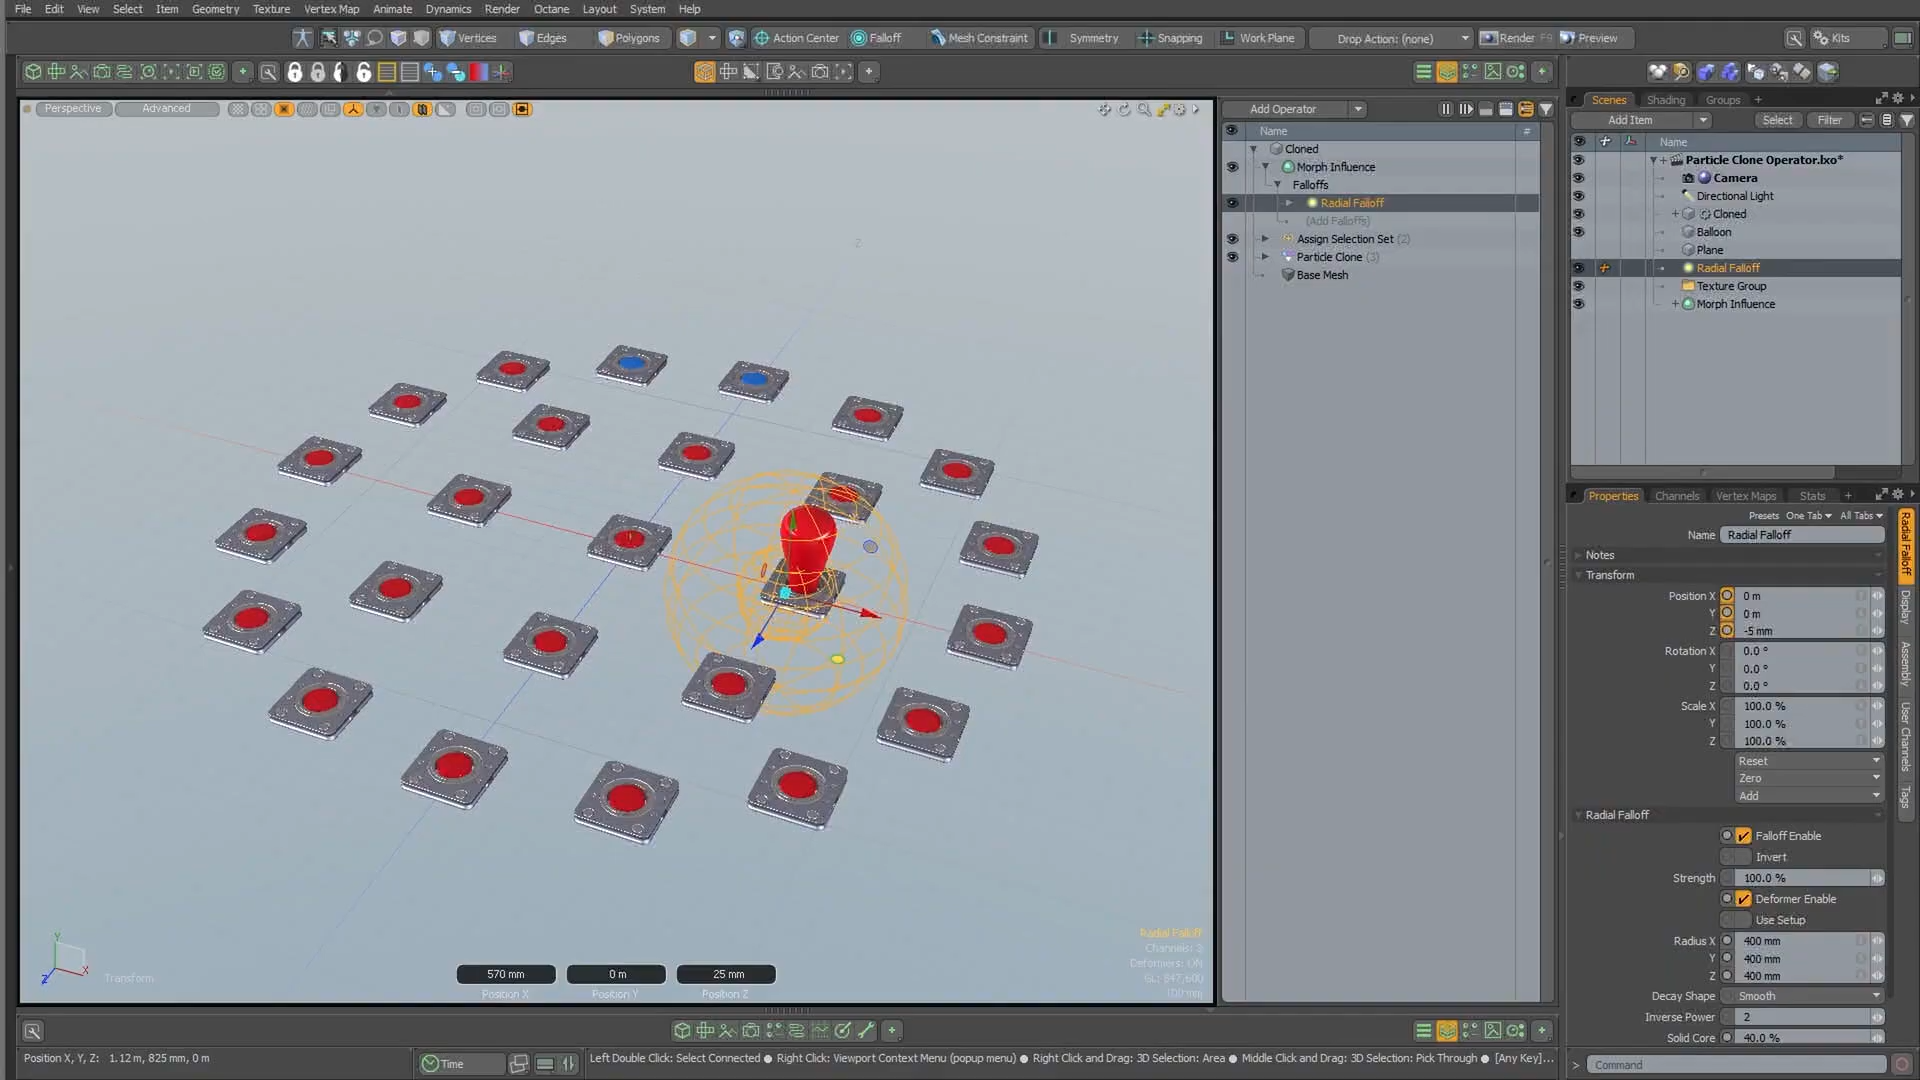 File Edit View Select Item Geometry Texture Vertex Map Animate Dynamics Render Octane Layout System Help
Vertices Edges Polygons Action Center Falloff Mesh Constraint Symmetry Snapping Work Plane Drop Action: (none) Render F9 Preview Kits
Perspective Advanced
Add Operator
Name #
Cloned
Morph Influence
Falloffs
Radial Falloff
(Add Falloffs)
Assign Selection Set (2)
Particle Clone (3)
Base Mesh
Scenes Shading Groups +
Add Item Select Filter
Name
Particle Clone Operator.lxo*
Camera
Directional Light
Cloned
Balloon
Plane
Radial Falloff
Texture Group
Morph Influence
Properties Channels Vertex Maps Stats +
Presets One Tab All Tabs
Name Radial Falloff
Notes
Transform
Position X 0 m
Y 0 m
Z -5 mm
Rotation X 0.0 °
Y 0.0 °
Z 0.0 °
Scale X 100.0 %
Y 100.0 %
Z 100.0 %
Reset
Zero
Add
Radial Falloff
Falloff Enable
Invert
Strength 100.0 %
Deformer Enable
Use Setup
Radius X 400 mm
Y 400 mm
Z 400 mm
Decay Shape Smooth
Inverse Power 2
Solid Core 40.0 %
Radial Falloff
Display
Assembly
User Channels
Tags
Z
Y
X
Z
Transform
570 mm 0 m 25 mm
Position X Position Y Position Z
Radial Falloff
Channels: 3
Deformers: ON
GL: 847,600
100 mm
Position X, Y, Z: 1.12 m, 825 mm, 0 m
Time
Left Double Click: Select Connected ● Right Click: Viewport Context Menu (popup menu) ● Right Click and Drag: 3D Selection: Area ● Middle Click and Drag: 3D Selection: Pick Through ● [Any Key]...
> Command